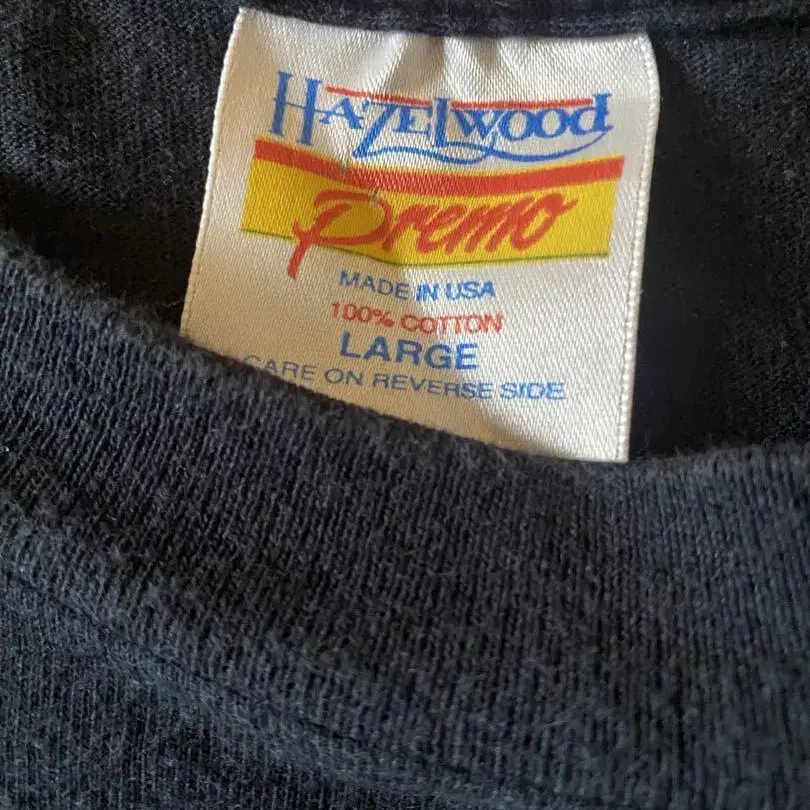 HAZElwood
Premo
MADE IN USA
100% COTTON
LARGE
CARE ON REVERSE SIDE